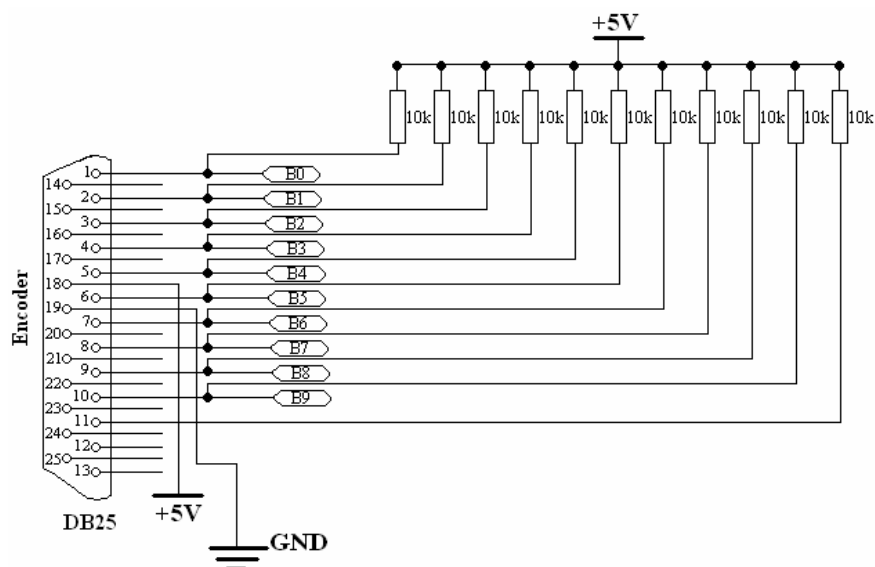 +5V
10k 10k 10k 10k 10k 10k 10k 10k 10k 10k 10k
1 B0
14
2 B1
15
3 B2
16
4 B3
17
5 B4
18
6 B5
19
7 B6
20
8 B7
21
9 B8
22
10 B9
23
11
24
12
25
13
Encoder
DB25
+5V
GND